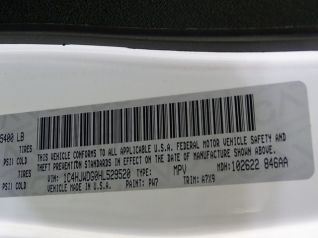 5400 LB
TIRES
PSI COLD
TIRES
PSI COLD
THIS VEHICLE CONFORMS TO ALL APPLICABLE U.S.A. FEDERAL MOTOR VEHICLE SAFETY AND
THEFT PREVENTION STANDARDS IN EFFECT ON THE DATE OF MANUFACTURE SHOWN ABOVE.
VIN: 1C4HJWDG0HL529520 TYPE: MPV MDH: 102622 946AA
VEHICLE MADE IN U.S.A. PAINT: PW7 TRIM: A7X9